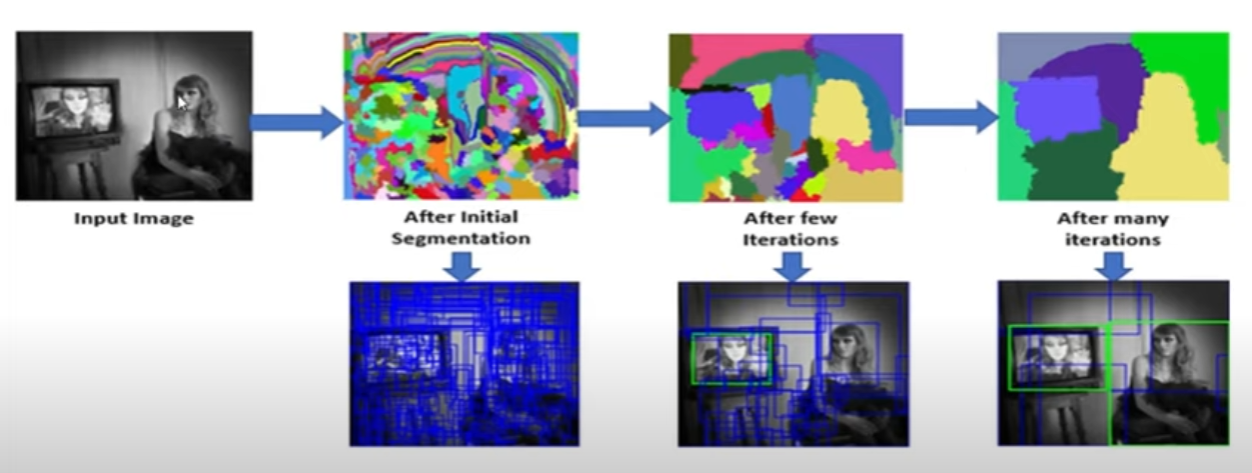 Input Image
After Initial
Segmentation
After few
Iterations
After many
iterations